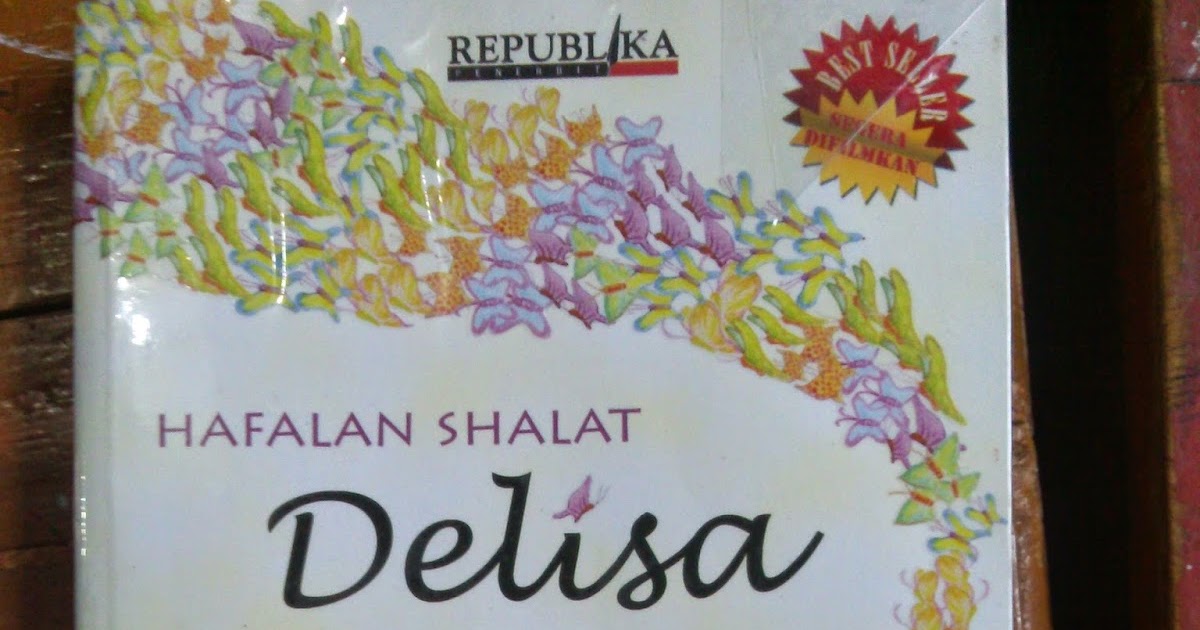 REPUBLIKA
PENERBIT
BEST SELLER
SEGERA
DIFILMKAN
HAFALAN SHALAT
Delisa